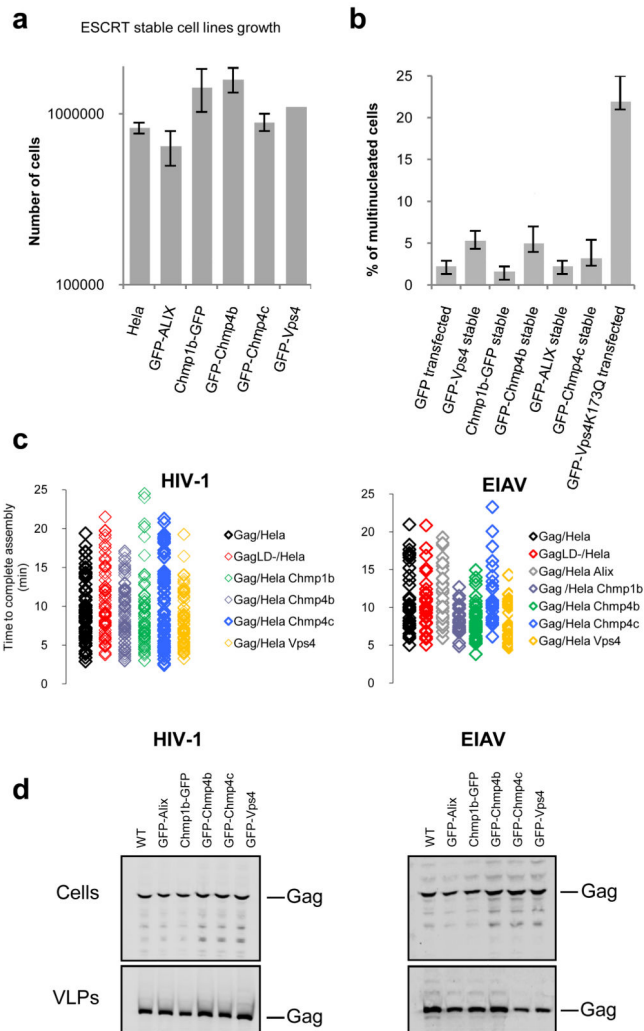 a
ESCRT stable cell lines growth
Number of cells
1000000
100000
Hela
GFP-ALIX
Chmp1b-GFP
GFP-Chmp4b
GFP-Chmp4c
GFP-Vps4
b
% of multinucleated cells
25
20
15
10
5
0
GFP transfected
GFP-Vps4 stable
Chmp1b-GFP stable
GFP-Chmp4b stable
GFP-ALIX stable
GFP-Chmp4c stable
GFP-Vps4K173Q transfected
c
HIV-1
Time to complete assembly
(min)
25
20
15
10
5
0
Gag/Hela
GagLD-/Hela
Gag/Hela Chmp1b
Gag/Hela Chmp4b
Gag/Hela Chmp4c
Gag/Hela Vps4
EIAV
25
20
15
10
5
0
Gag/Hela
GagLD-/Hela
Gag/Hela Alix
Gag /Hela Chmp1b
Gag/Hela Chmp4b
Gag/Hela Chmp4c
Gag/Hela Vps4
d
HIV-1
WT
GFP-Alix
Chmp1b-GFP
GFP-Chmp4b
GFP-Chmp4c
GFP-Vps4
Cells
Gag
VLPs
Gag
EIAV
WT
GFP-Alix
Chmp1b-GFP
GFP-Chmp4b
GFP-Chmp4c
GFP-Vps4
Gag
Gag